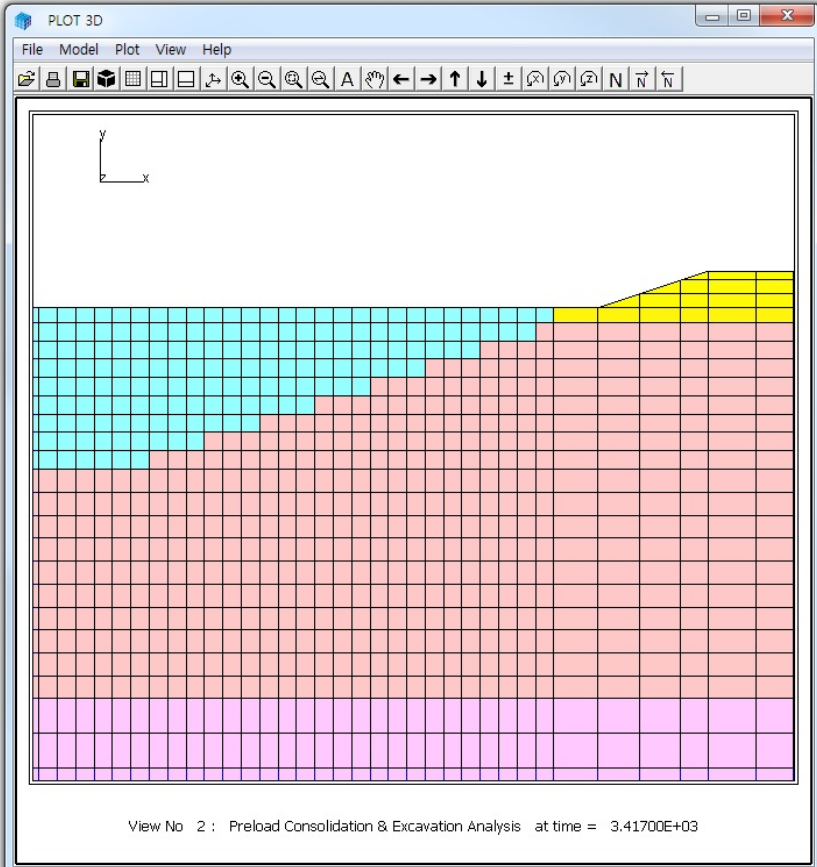 PLOT 3D
File Model Plot View Help
A N N N
y
z x
View No 2 : Preload Consolidation & Excavation Analysis at time = 3.41700E+03